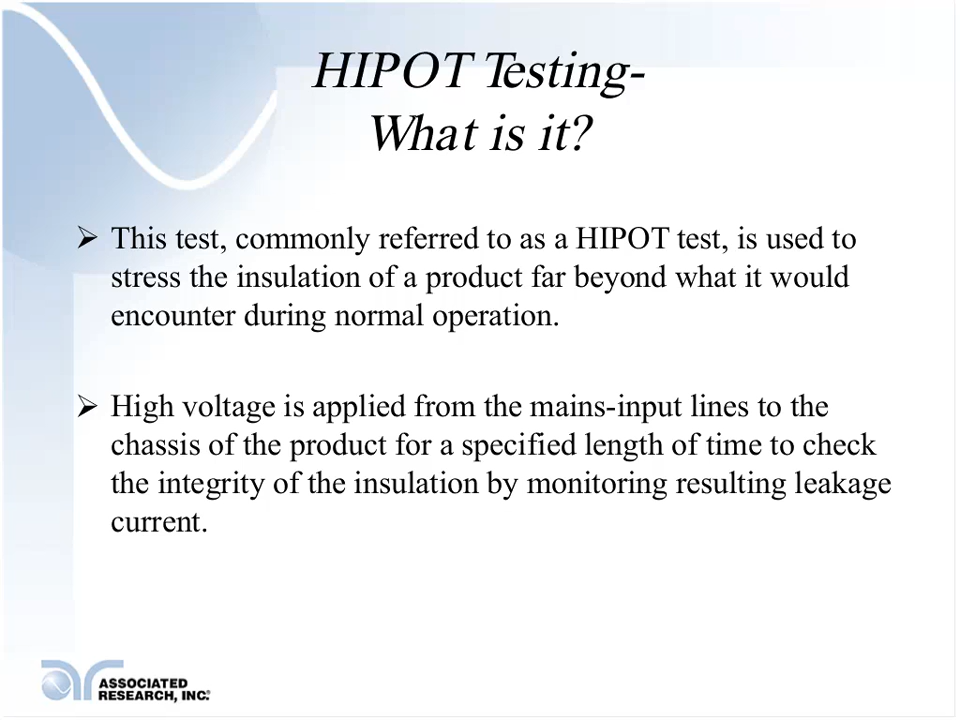 HIPOT Testing-
What is it?
➢ This test, commonly referred to as a HIPOT test, is used to
stress the insulation of a product far beyond what it would
encounter during normal operation.
➢ High voltage is applied from the mains-input lines to the
chassis of the product for a specified length of time to check
the integrity of the insulation by monitoring resulting leakage
current.
ar
ASSOCIATED
RESEARCH, INC.®